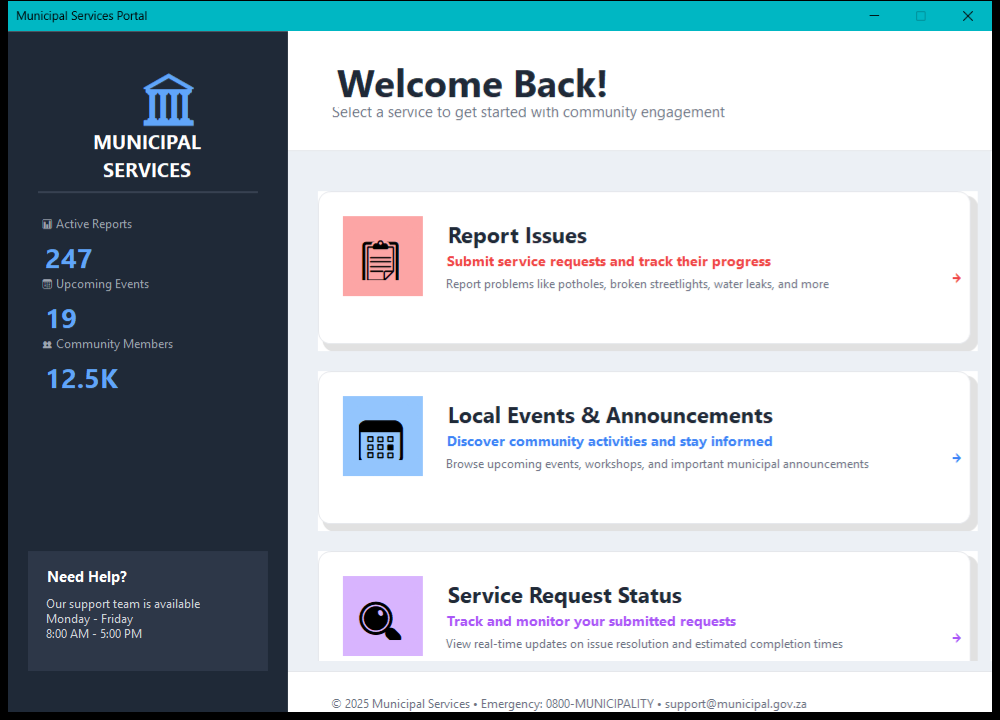 Municipal Services Portal
MUNICIPAL
SERVICES
Active Reports
247
Upcoming Events
19
Community Members
12.5K
Need Help?
Our support team is available
Monday - Friday
8:00 AM - 5:00 PM
Welcome Back!
Select a service to get started with community engagement
Report Issues
Submit service requests and track their progress
Report problems like potholes, broken streetlights, water leaks, and more
Local Events & Announcements
Discover community activities and stay informed
Browse upcoming events, workshops, and important municipal announcements
Service Request Status
Track and monitor your submitted requests
View real-time updates on issue resolution and estimated completion times
© 2025 Municipal Services • Emergency: 0800-MUNICIPALITY • support@municipal.gov.za